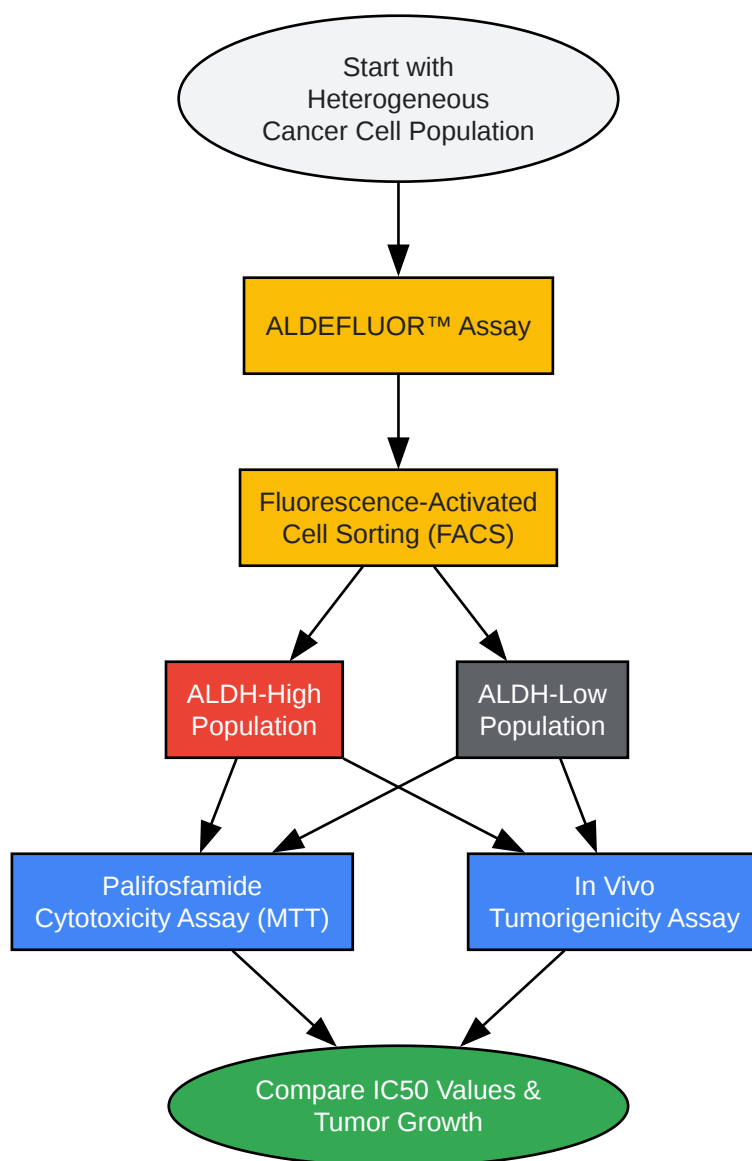 Start with
Heterogeneous
Cancer Cell Population
ALDEFLUOR™ Assay
Fluorescence-Activated
Cell Sorting (FACS)
ALDH-High
Population
ALDH-Low
Population
Palifosfamide
Cytotoxicity Assay (MTT)
In Vivo
Tumorigenicity Assay
Compare IC50 Values &
Tumor Growth